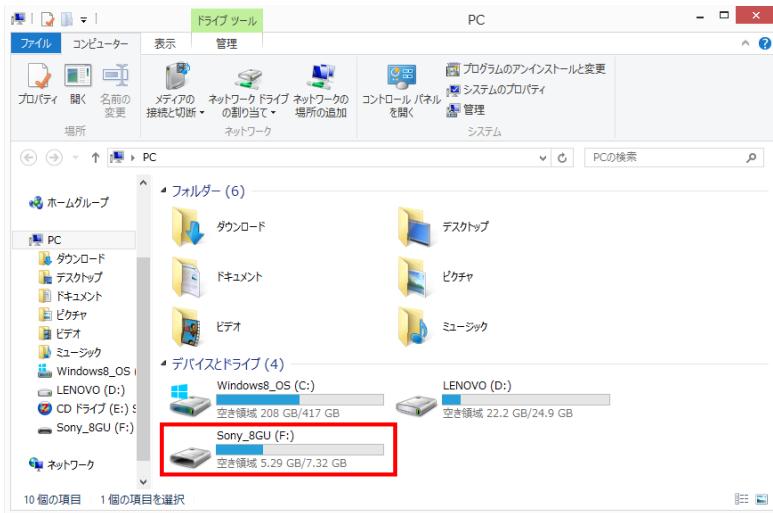 ドライブ ツール
PC
ファイル
コンピューター
表示
管理
プロパティ
開く
名前の
変更
メディアの
接続と切断
ネットワーク ドライブ
の割り当て
ネットワークの
場所の追加
コントロール パネル
を開く
プログラムのアンインストールと変更
システムのプロパティ
管理
場所
ネットワーク
システム
PC
PCの検索
ホームグループ
PC
ダウンロード
デスクトップ
ドキュメント
ピクチャ
ビデオ
ミュージック
Windows8_OS (
LENOVO (D:)
CD ドライブ (E:) S
Sony_8GU (F:)
ネットワーク
フォルダー (6)
ダウンロード
デスクトップ
ドキュメント
ピクチャ
ビデオ
ミュージック
デバイスとドライブ (4)
Windows8_OS (C:)
空き領域 208 GB/417 GB
LENOVO (D:)
空き領域 22.2 GB/24.9 GB
Sony_8GU (F:)
空き領域 5.29 GB/7.32 GB
10 個の項目
1 個の項目を選択